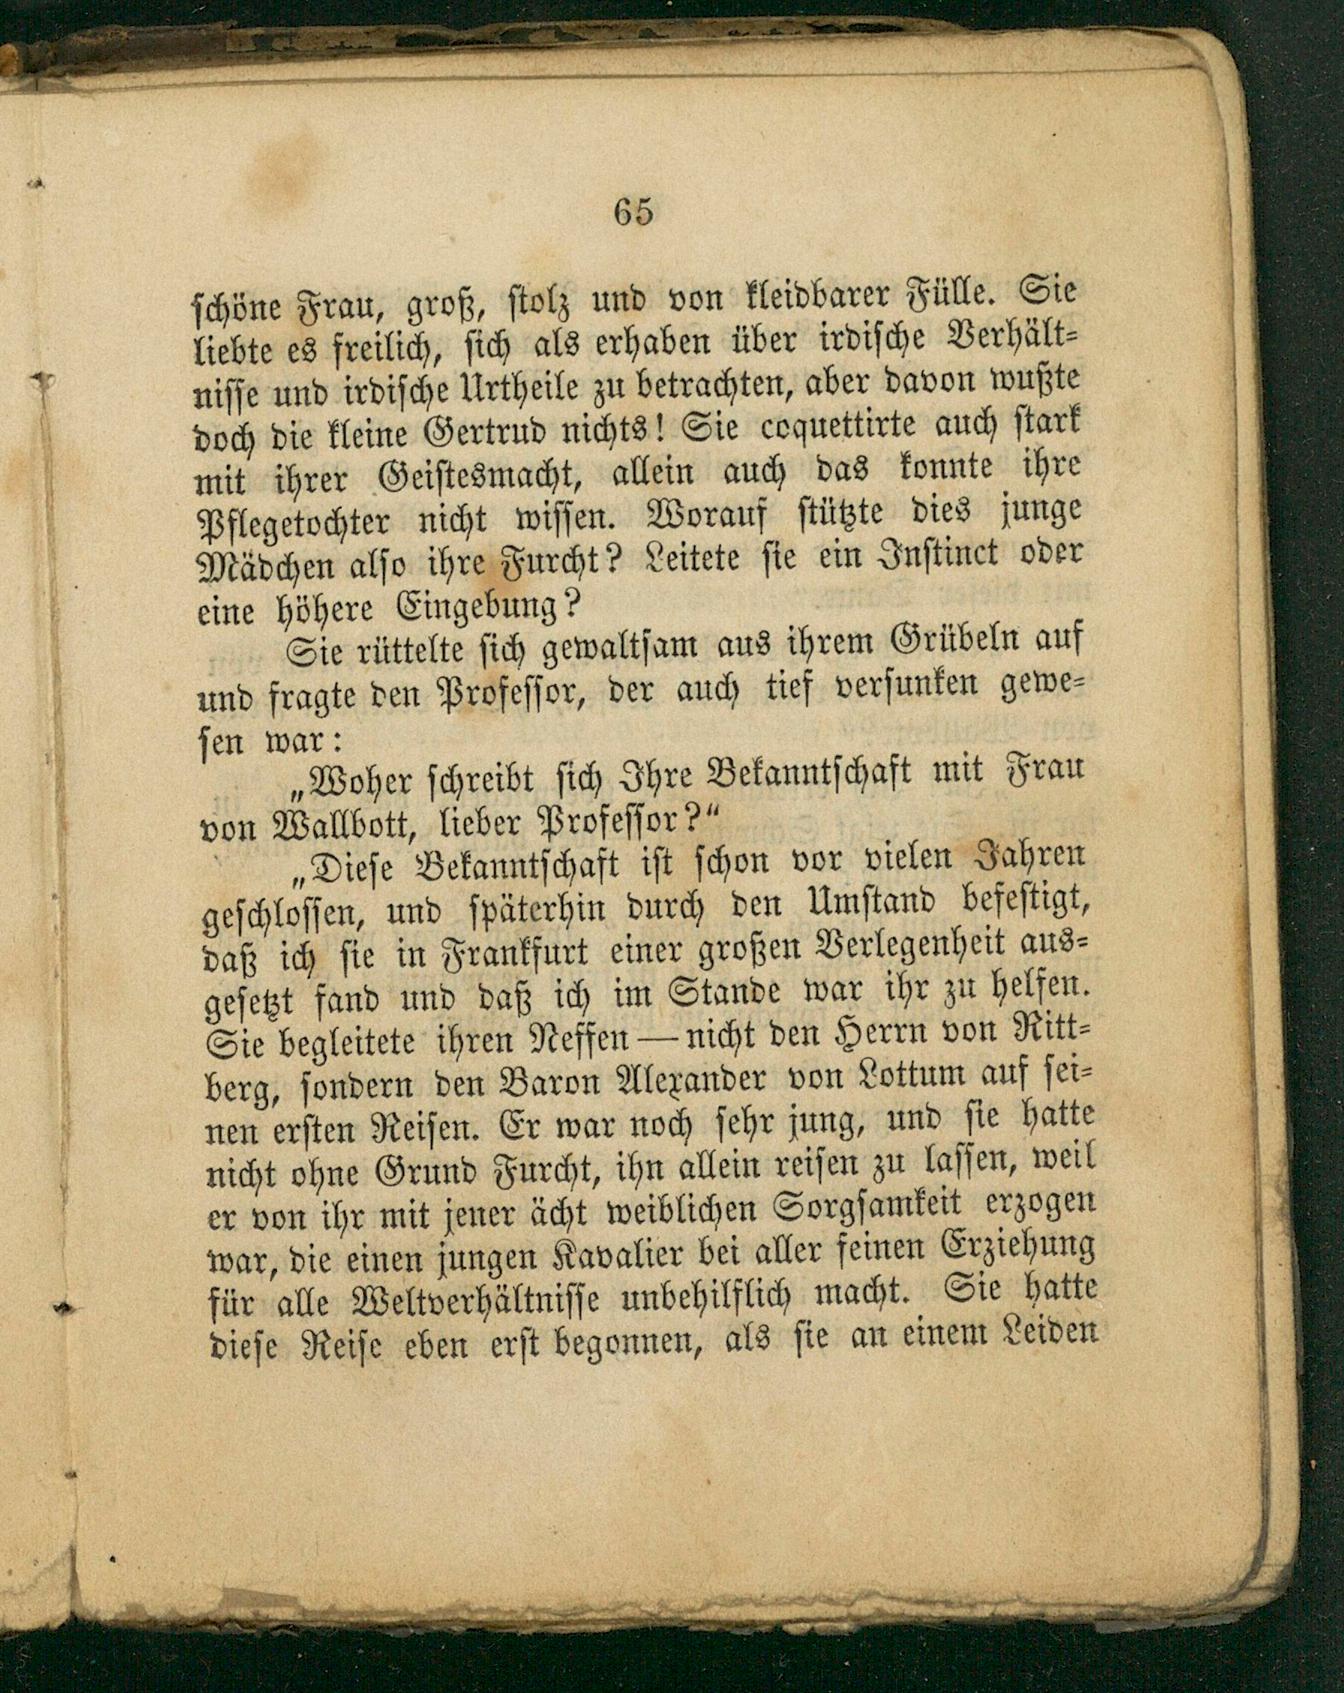 65
schöne Frau, groß, stolz und von kleidbarer Fülle. Sie
liebte es freilich, sich als erhaben über irdische Verhält-
nisse und irdische Urtheile zu betrachten, aber davon wußte
doch die kleine Gertrud nichts! Sie coquettirte auch stark
mit ihrer Geistesmacht, allein auch das konnte ihre
Pflegetochter nicht wissen. Worauf stützte dies junge
Mädchen also ihre Furcht? Leitete sie ein Instinct oder
eine höhere Eingebung?
Sie rüttelte sich gewaltsam aus ihrem Grübeln auf
und fragte den Professor, der auch tief versunken gewe-
sen war:
„Woher schreibt sich Ihre Bekanntschaft mit Frau
von Wallbott, lieber Professor?“
„Diese Bekanntschaft ist schon vor vielen Jahren
geschlossen, und späterhin durch den Umstand befestigt,
daß ich sie in Frankfurt einer großen Verlegenheit aus-
gesetzt fand und daß ich im Stande war ihr zu helfen.
Sie begleitete ihren Neffen — nicht den Herrn von Ritt-
berg, sondern den Baron Alexander von Lottum auf sei-
nen ersten Reisen. Er war noch sehr jung, und sie hatte
nicht ohne Grund Furcht, ihn allein reisen zu lassen, weil
er von ihr mit jener ächt weiblichen Sorgsamkeit erzogen
war, die einen jungen Kavalier bei aller feinen Erziehung
für alle Weltverhältnisse unbehilflich macht. Sie hatte
diese Reise eben erst begonnen, als sie an einem Leiden